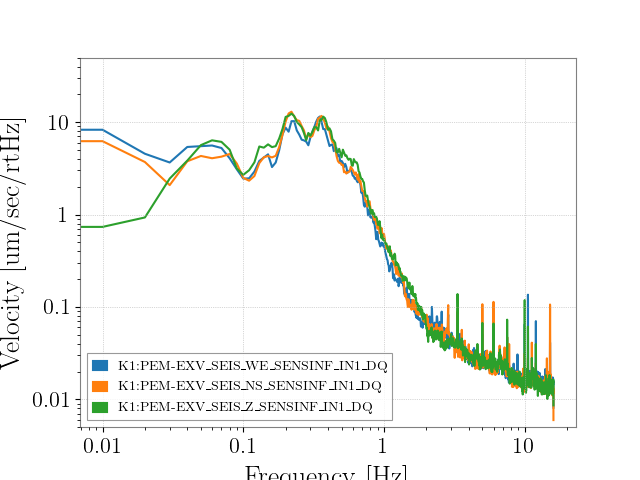 Velocity [um/sec/rtHz]
10
1
0.1
0.01
K1:PEM-EXV_SEIS_WE_SENSINF_IN1_DQ
K1:PEM-EXV_SEIS_NS_SENSINF_IN1_DQ
K1:PEM-EXV_SEIS_Z_SENSINF_IN1_DQ
0.01 0.1 1 10
Frequency [Hz]